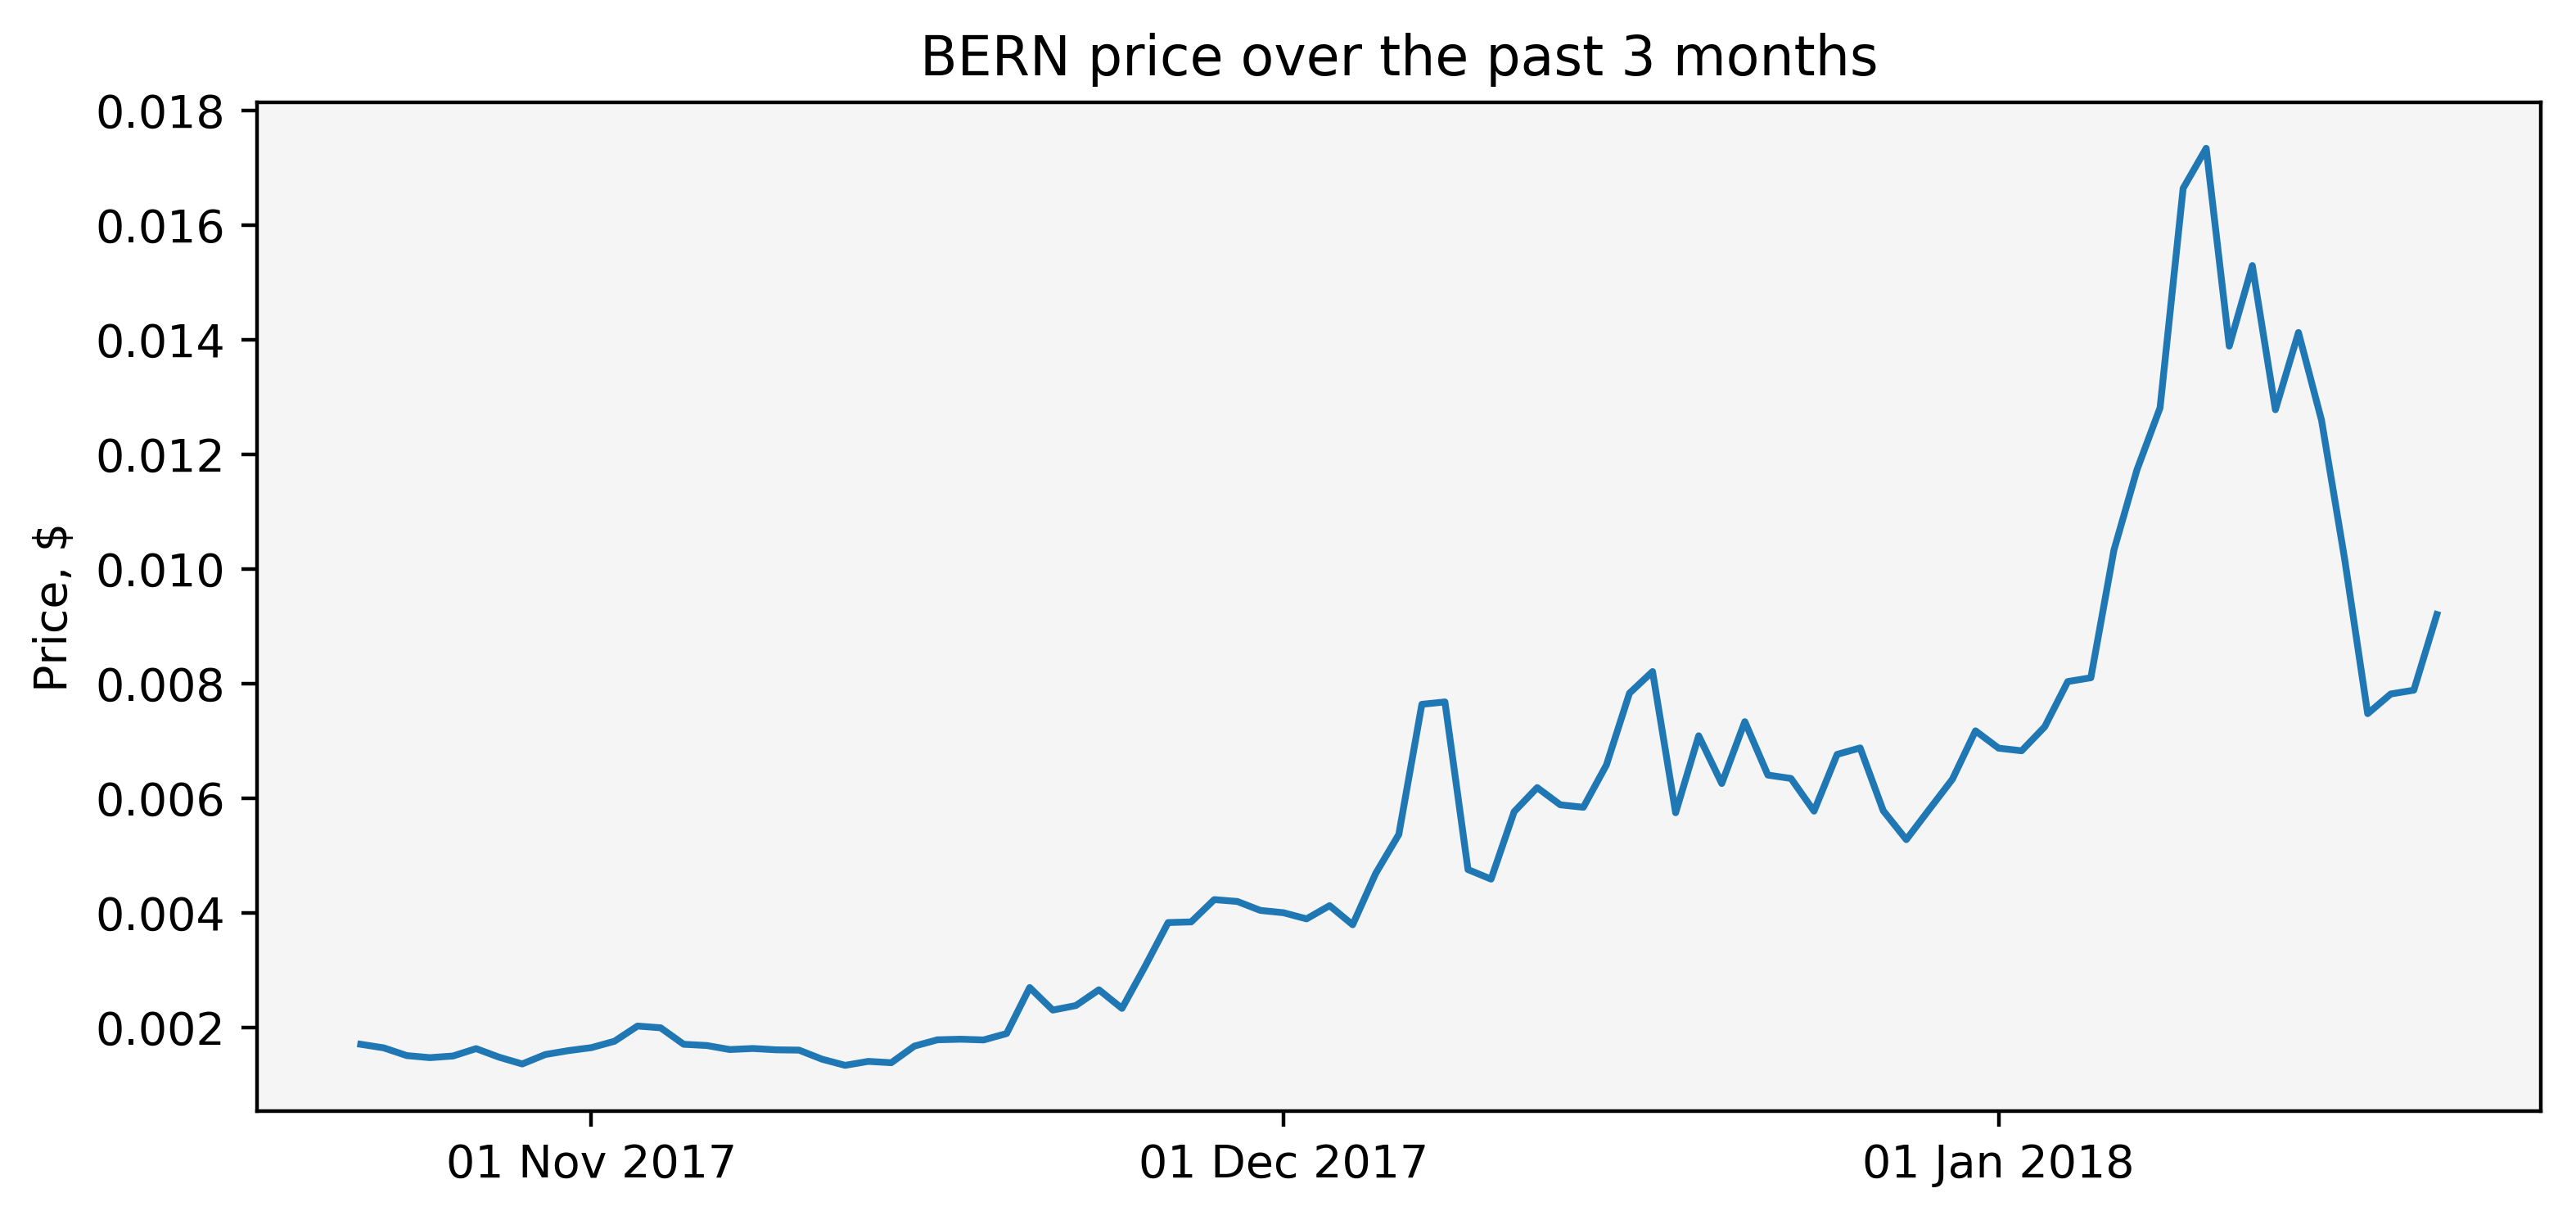 BERN price over the past 3 months
0.018
0.016
0.014
0.012
0.010
0.008
0.006
0.004
0.002
Price, $
01 Nov 2017
01 Dec 2017
01 Jan 2018